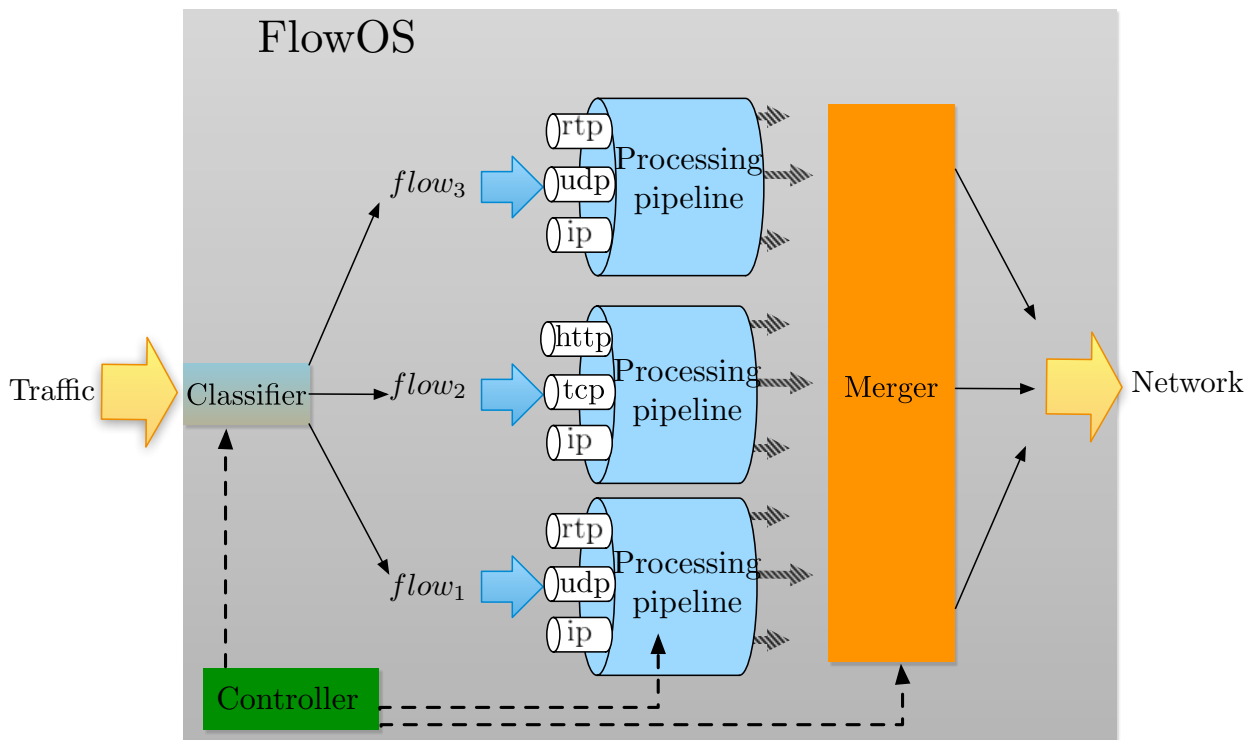 FlowOS
rtp
Processing
flow₃
udp
pipeline
ip
http
Processing
Traffic
Classifier
flow₂
tcp
pipeline
Merger
Network
ip
rtp
Processing
flow₁
udp
pipeline
ip
Controller